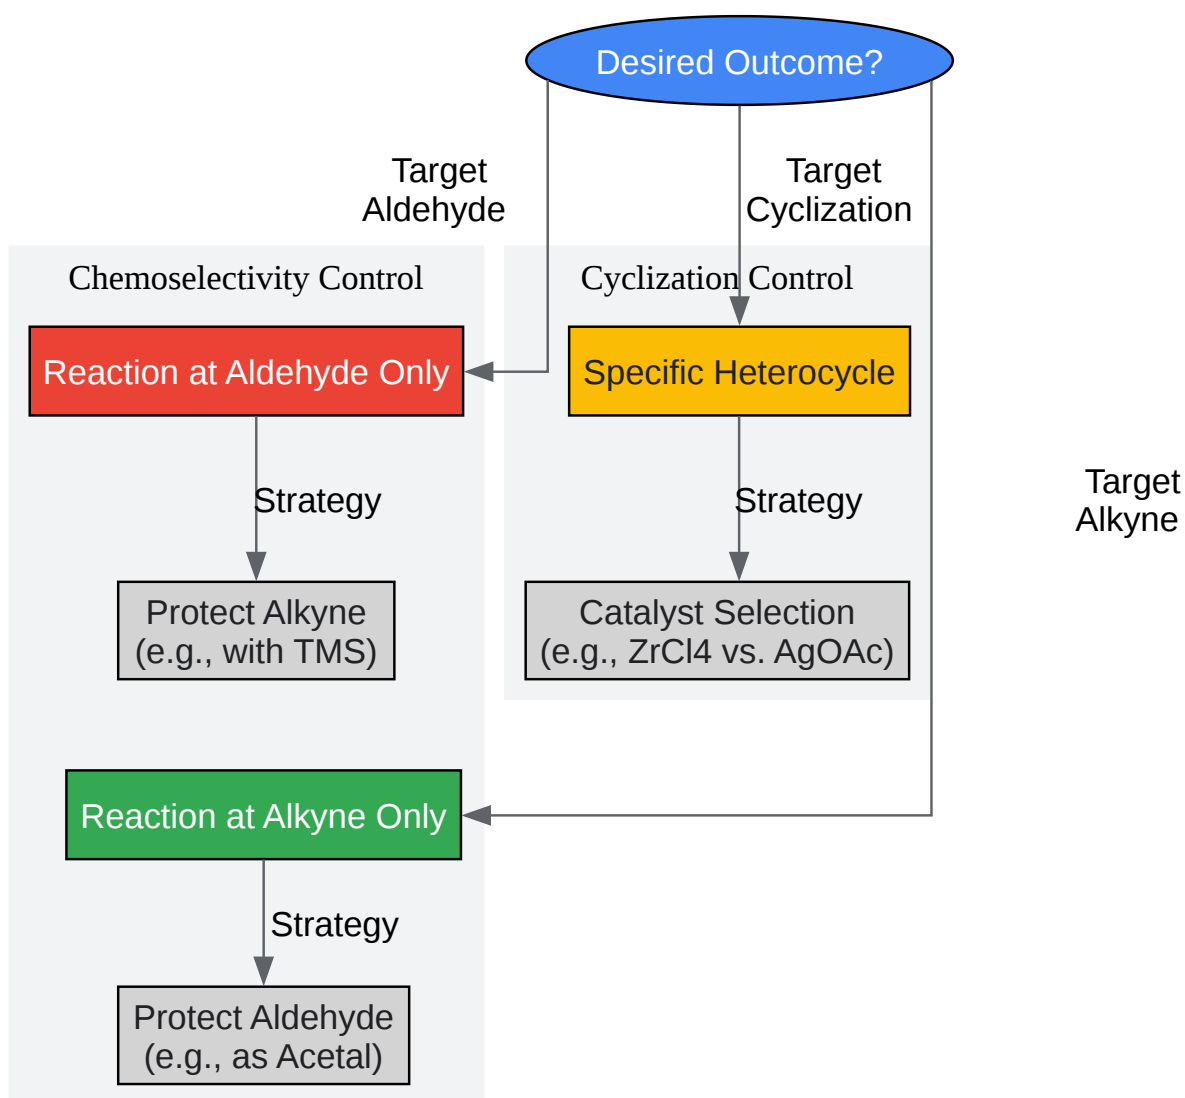 Desired Outcome?
Target
Aldehyde
Target
Cyclization
Chemoselectivity Control
Cyclization Control
Reaction at Aldehyde Only
Specific Heterocycle
Strategy
Strategy
Target
Alkyne
Protect Alkyne
(e.g., with TMS)
Catalyst Selection
(e.g., ZrCl4 vs. AgOAc)
Reaction at Alkyne Only
Strategy
Protect Aldehyde
(e.g., as Acetal)